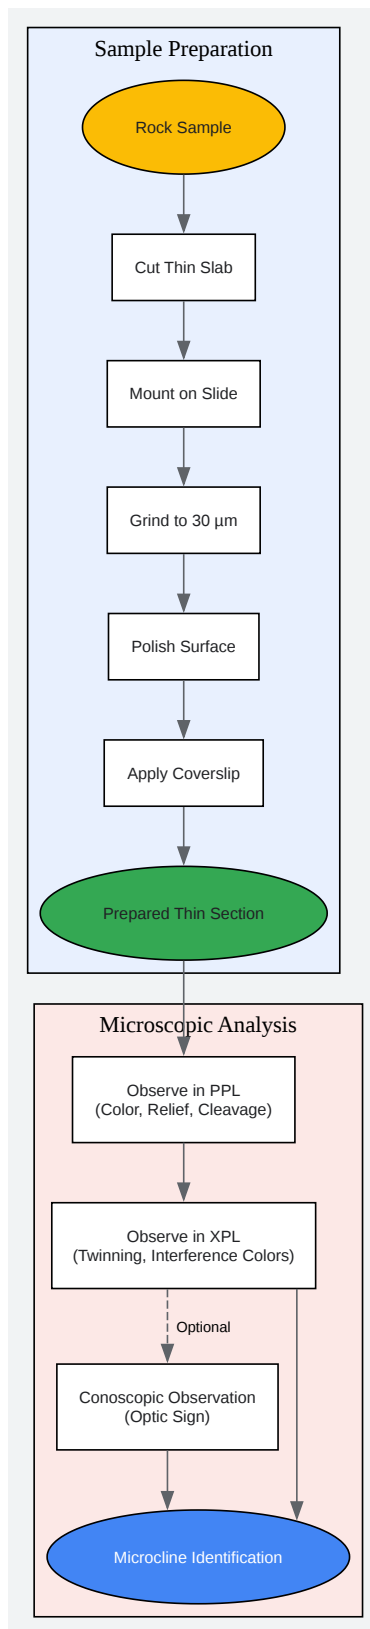 Sample Preparation
Rock Sample
Cut Thin Slab
Mount on Slide
Grind to 30 µm
Polish Surface
Apply Coverslip
Prepared Thin Section
Microscopic Analysis
Observe in PPL
(Color, Relief, Cleavage)
Observe in XPL
(Twinning, Interference Colors)
Optional
Conoscopic Observation
(Optic Sign)
Microcline Identification